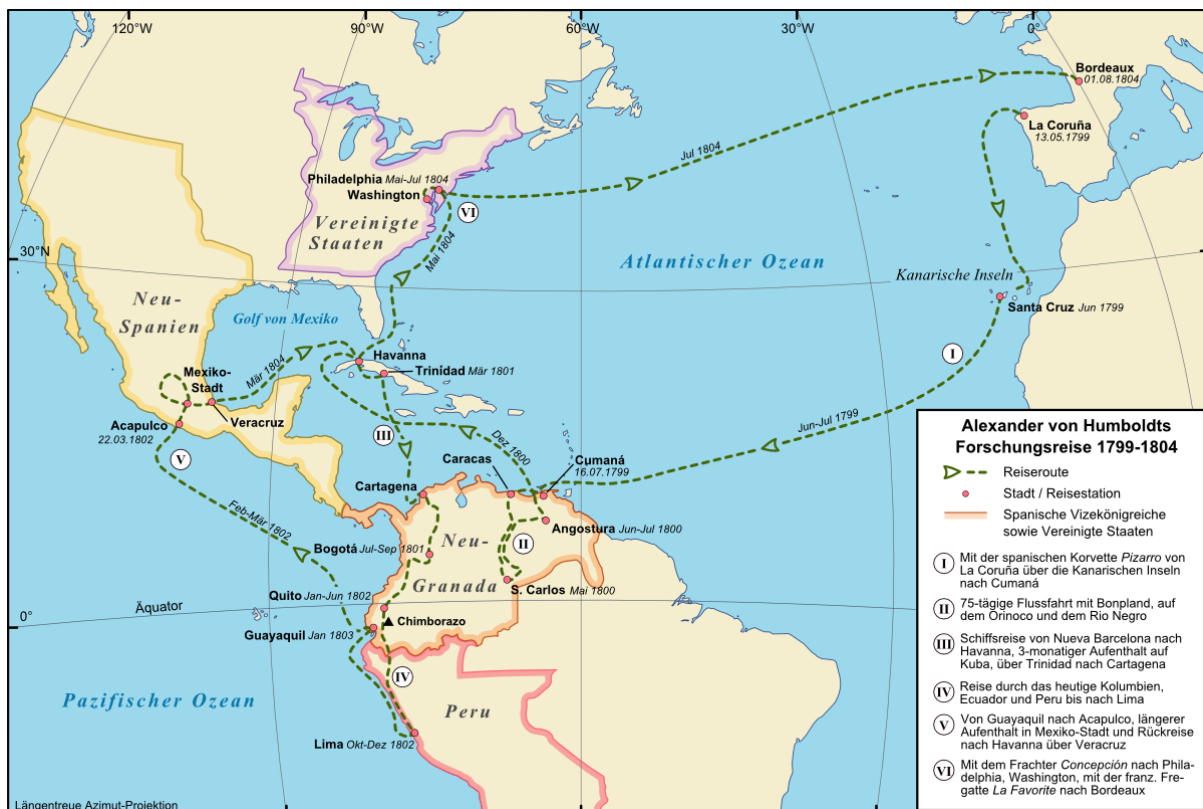 120°W
90°W
60°W
30°W
0°
Bordeaux
01.08.1804
La Coruña
13.05.1799
Jul 1804
Philadelphia Mai-Jul 1804
Washington
VI
Vereinigte
Staaten
Mai 1804
30°N
Atlantischer Ozean
Kanarische Inseln
Santa Cruz Jun 1799
Neu-
Spanien
Golf von Mexiko
I
Mexiko-
Stadt
Mär 1804
Havanna
Trinidad Mär 1801
Veracruz
Acapulco
22.03.1802
V
III
Dez 1800
Jun-Jul 1799
Caracas
Cumaná
16.07.1799
Cartagena
Angostura Jun-Jul 1800
Feb-Mär 1802
Bogotá Jul-Sep 1801
Neu-
Granada
II
S. Carlos Mai 1800
Quito Jan-Jun 1802
Äquator
0°
Chimborazo
Guayaquil Jan 1803
IV
Pazifischer Ozean
Peru
Lima Okt-Dez 1802
Längentreue Azimut-Projektion
Alexander von Humboldts
Forschungsreise 1799-1804
Reiseroute
Stadt / Reisestation
Spanische Vizekönigreiche
sowie Vereinigte Staaten
I Mit der spanischen Korvette Pizarro von
La Coruña über die Kanarischen Inseln
nach Cumaná
II 75-tägige Flussfahrt mit Bonpland, auf
dem Orinoco und dem Rio Negro
III Schiffsreise von Nueva Barcelona nach
Havanna, 3-monatiger Aufenthalt auf
Kuba, über Trinidad nach Cartagena
IV Reise durch das heutige Kolumbien,
Ecuador und Peru bis nach Lima
V Von Guayaquil nach Acapulco, längerer
Aufenthalt in Mexiko-Stadt und Rückreise
nach Havanna über Veracruz
VI Mit dem Frachter Concepción nach Phila-
delphia, Washington, mit der franz. Fre-
gatte La Favorite nach Bordeaux